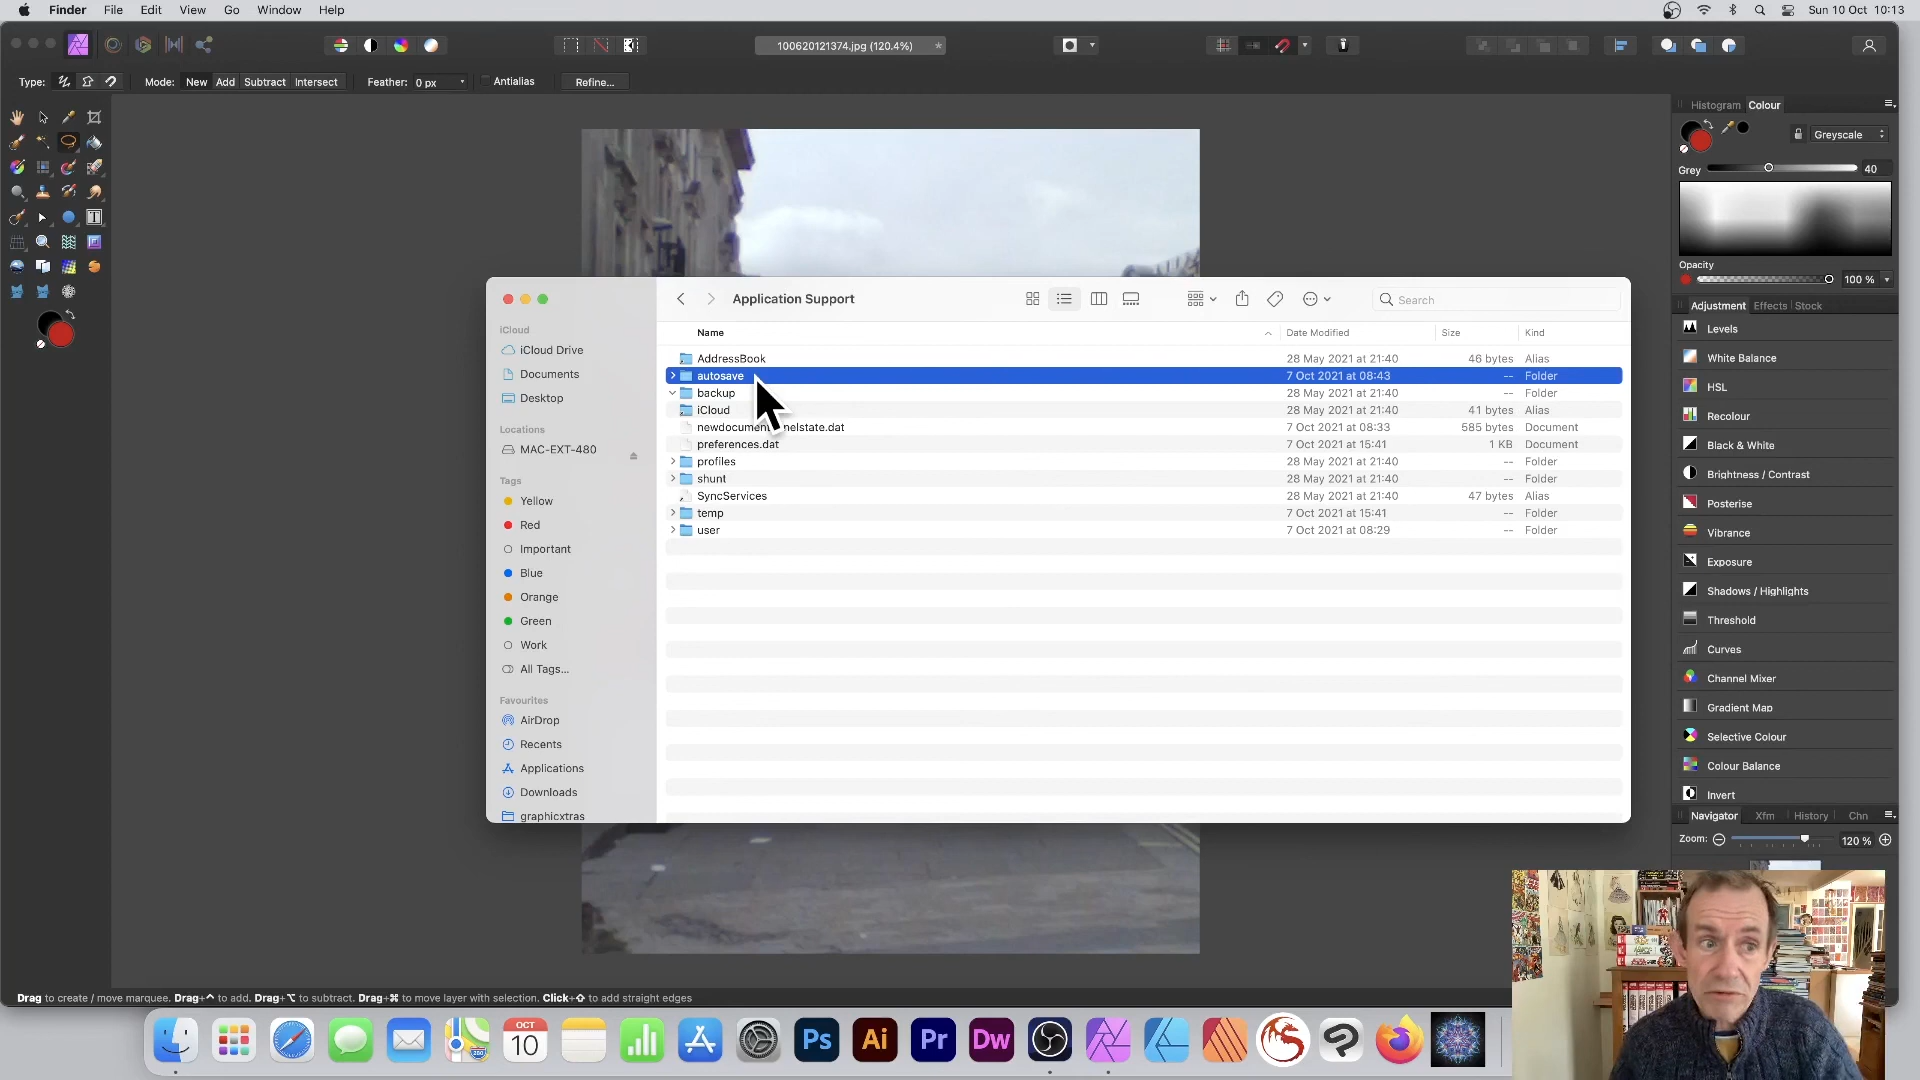 Finder File Edit View Go Window Help Sun 10 Oct 10:13
100620121374.jpg (120.4%) *
Type: Mode: New Add Subtract Intersect Feather: 0 px Antialias Refine...
Histogram Colour
Greyscale
Grey 40
Opacity
100 %
Adjustment Effects Stock
Levels
White Balance
HSL
Recolour
Black & White
Brightness / Contrast
Posterise
Vibrance
Exposure
Shadows / Highlights
Threshold
Curves
Channel Mixer
Gradient Map
Selective Colour
Colour Balance
Invert
Navigator Xfm History Chn
Zoom: 120 %
Application Support
Search
iCloud
iCloud Drive
Documents
Desktop
Locations
MAC-EXT-480
Tags
Yellow
Red
Important
Blue
Orange
Green
Work
All Tags...
Favourites
AirDrop
Recents
Applications
Downloads
graphicxtras
Name Date Modified Size Kind
AddressBook 28 May 2021 at 21:40 46 bytes Alias
autosave 7 Oct 2021 at 08:43 -- Folder
backup 28 May 2021 at 21:40 -- Folder
iCloud 28 May 2021 at 21:40 41 bytes Alias
7 Oct 2021 at 08:33 585 bytes Document
preferences.dat 7 Oct 2021 at 15:41 1 KB Document
profiles 28 May 2021 at 21:40 -- Folder
shunt 28 May 2021 at 21:40 -- Folder
SyncServices 28 May 2021 at 21:40 47 bytes Alias
temp 7 Oct 2021 at 15:41 -- Folder
user 7 Oct 2021 at 08:29 -- Folder
Drag to create / move marquee. Drag+⌃ to add. Drag+⌥ to subtract. Drag+⌘ to move layer with selection. Click+⇧ to add straight edges
OCT
10
280
Ps
Ai
Pr
Dw